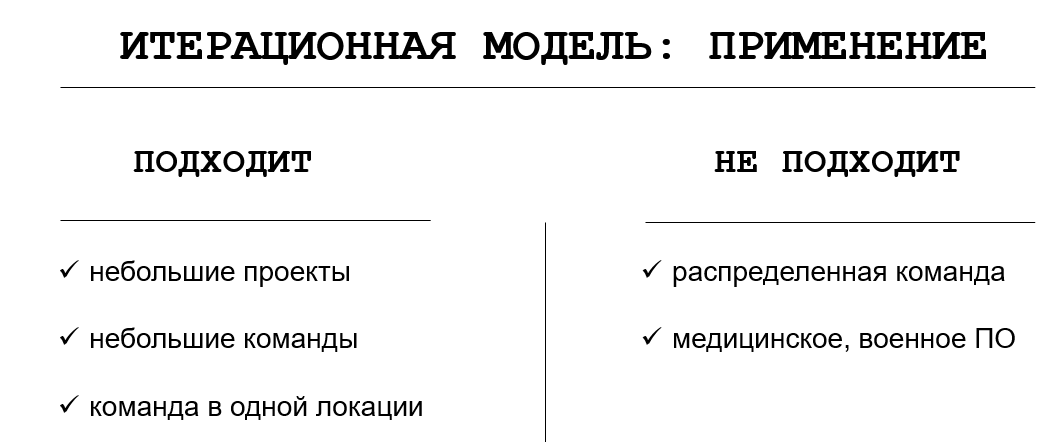 ИТЕРАЦИОННАЯ МОДЕЛЬ: ПРИМЕНЕНИЕ
ПОДХОДИТ
небольшие проекты
небольшие команды
команда в одной локации
НЕ ПОДХОДИТ
распределенная команда
медицинское, военное ПО